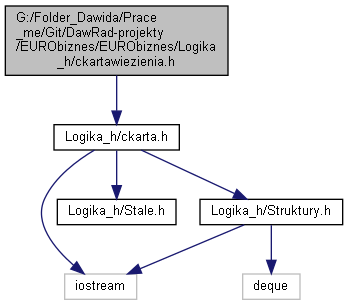 G:/Folder_Dawida/Prace
_me/Git/DawRad-projekty
/EURObiznes/EURObiznes/Logika
_h/ckartawiezienia.h
Logika_h/ckarta.h
Logika_h/Stale.h
Logika_h/Struktury.h
iostream
deque